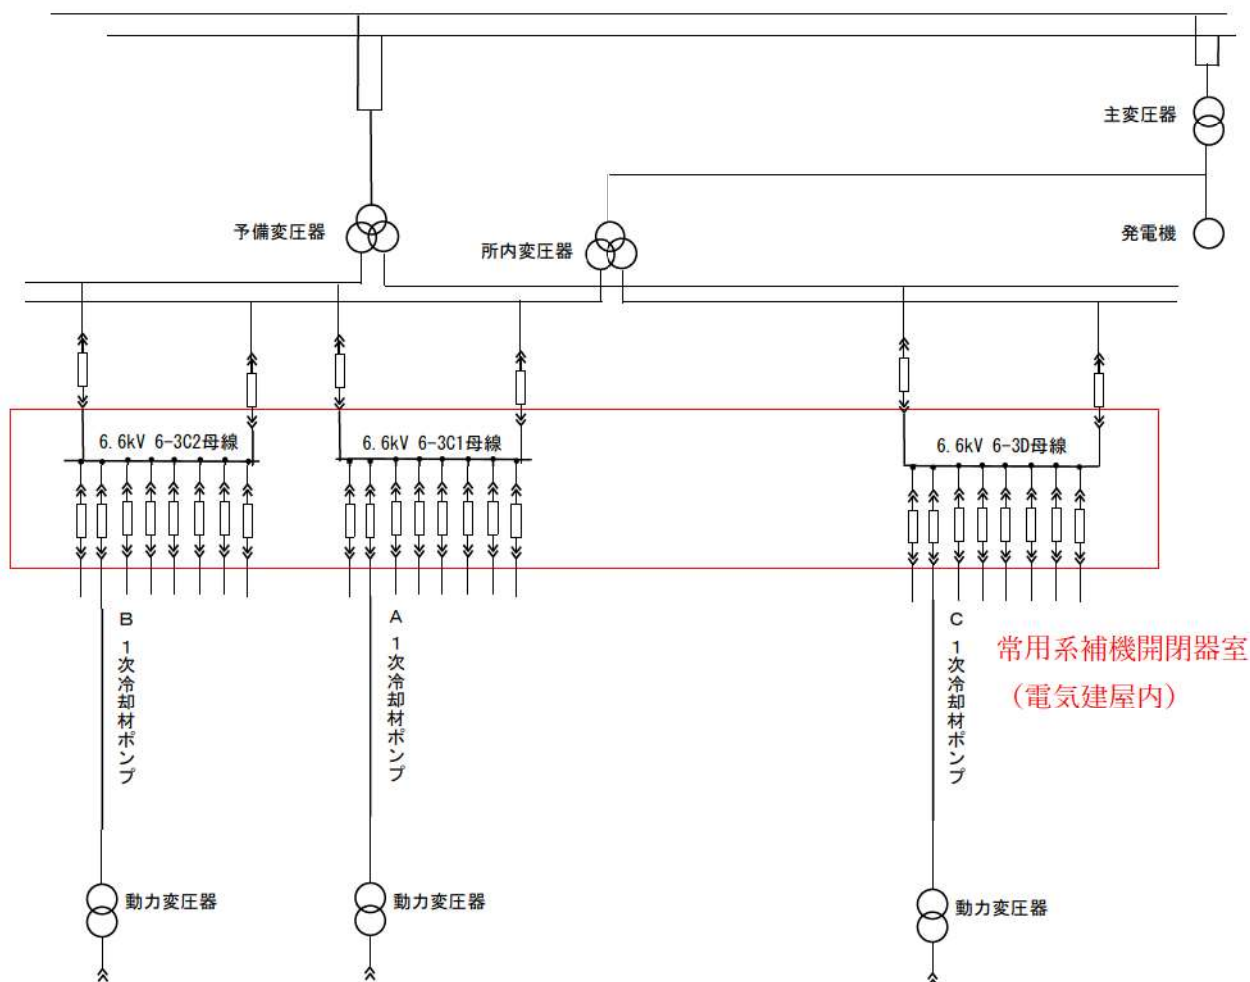 主変圧器
予備変圧器
所内変圧器
発電機
6.6kV 6-3C2母線
6.6kV 6-3C1母線
6.6kV 6-3D母線
B 1次冷却材ポンプ
A 1次冷却材ポンプ
C 1次冷却材ポンプ
常用系補機開閉器室
（電気建屋内）
動力変圧器
動力変圧器
動力変圧器